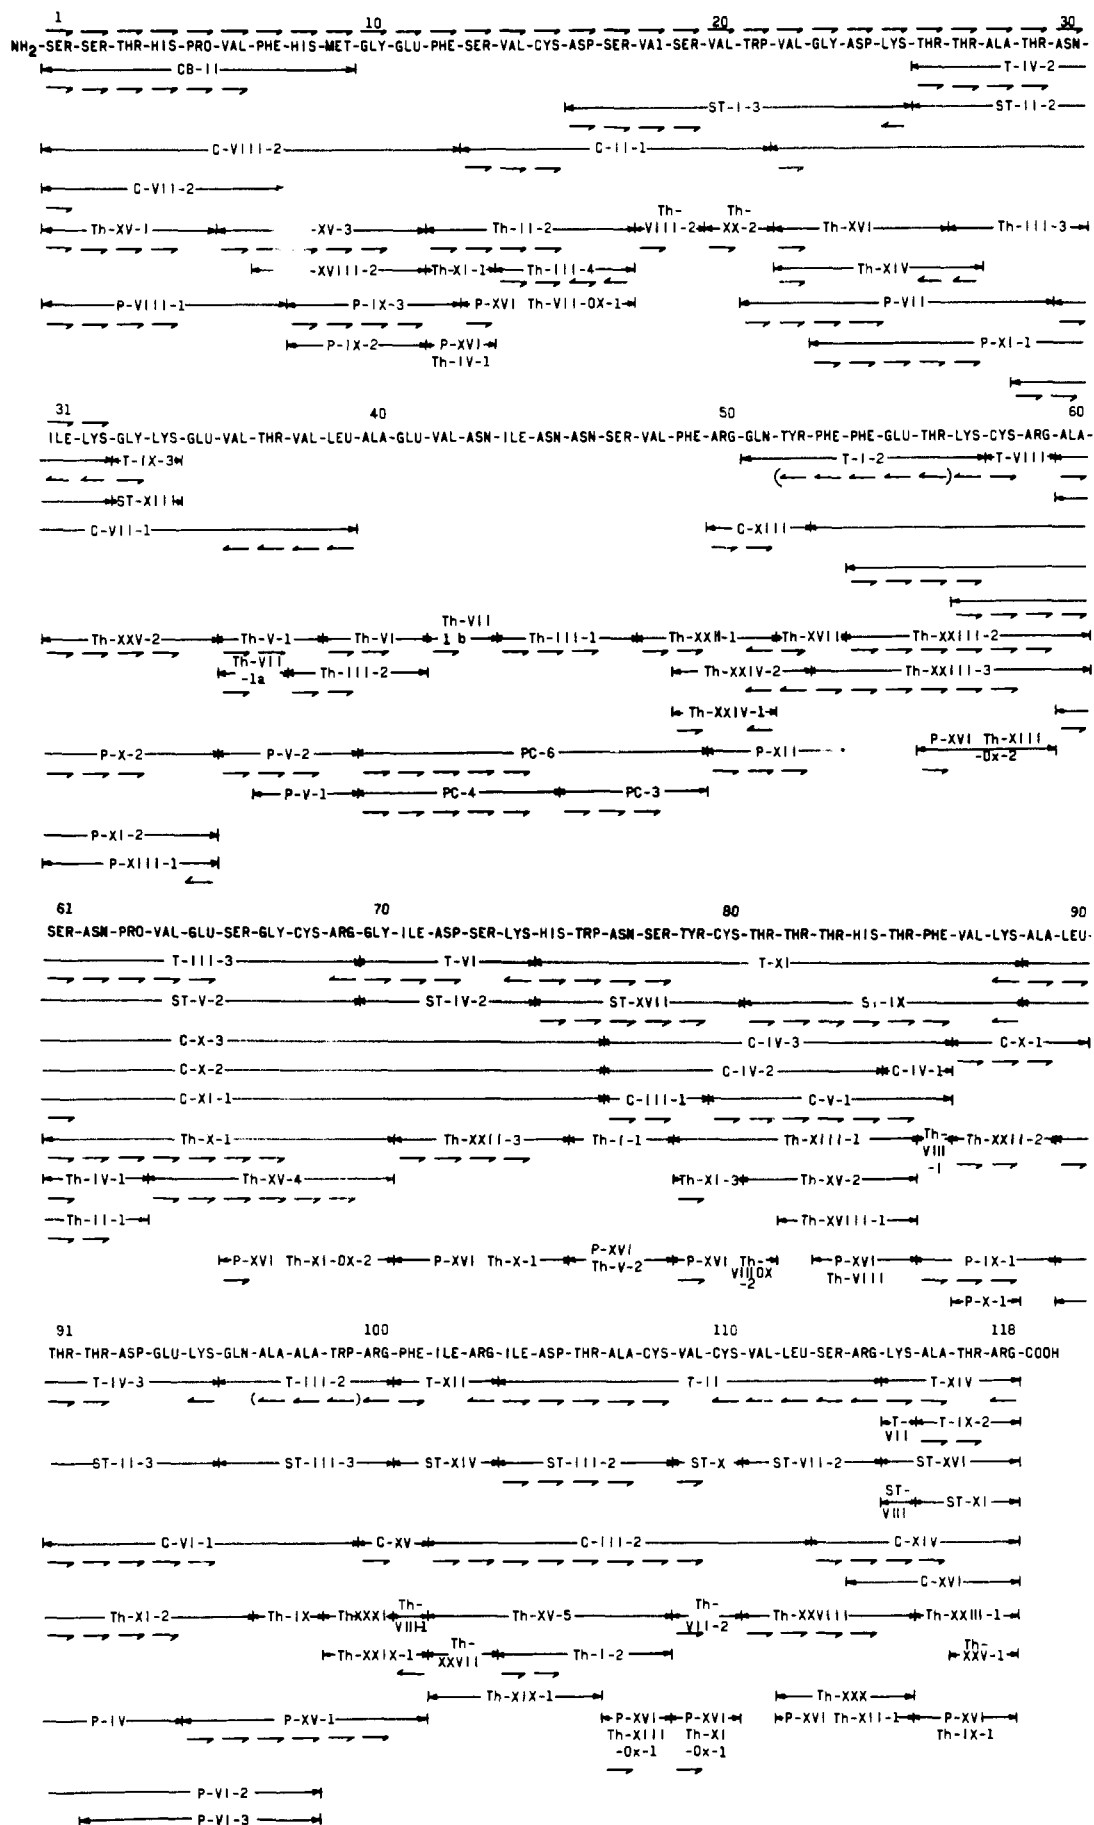 1 10 20 30
NH2-SER-SER-THR-HIS-PRO-VAL-PHE-HIS-MET-GLY-GLU-PHE-SER-VAL-CYS-ASP-SER-VAL-SER-VAL-TRP-VAL-GLY-ASP-LYS-THR-THR-ALA-THR-ASN-
CB-II T-IV-2
ST-I-3 ST-II-2
C-VIII-2 C-II-1
C-VII-2
Th-XV-1 -XV-3 Th-II-2 Th-VIII-2 Th-XX-2 Th-XVI Th-III-3
-XVIII-2 Th-XI-1 Th-III-4 Th-XIV
P-VIII-1 P-IX-3 P-XVI Th-VII-OX-1 P-VII
P-IX-2 P-XVI Th-IV-1 P-XI-1
31 40 50 60
ILE-LYS-GLY-LYS-GLU-VAL-THR-VAL-LEU-ALA-GLU-VAL-ASN-ILE-ASN-ASN-SER-VAL-PHE-ARG-GLN-TYR-PHE-PHE-GLU-THR-LYS-CYS-ARG-ALA-
T-IX-3 T-I-2 T-VIII
ST-XIII
C-VII-1 C-XIII
Th-XXV-2 Th-V-1 Th-VI Th-VII 1 b Th-III-1 Th-XXII-1 Th-XVII Th-XXIII-2
Th-VII -1a Th-III-2 Th-XXIV-2 Th-XXIII-3
Th-XXIV-1
P-X-2 P-V-2 PC-6 P-XII P-XVI Th-XIII -Ox-2
P-V-1 PC-4 PC-3
P-XI-2
P-XIII-1
61 70 80 90
SER-ASN-PRO-VAL-GLU-SER-GLY-CYS-ARG-GLY-ILE-ASP-SER-LYS-HIS-TRP-ASN-SER-TYR-CYS-THR-THR-THR-HIS-THR-PHE-VAL-LYS-ALA-LEU-
T-III-3 T-VI T-XI
ST-V-2 ST-IV-2 ST-XVII ST-IX
C-X-3 C-IV-3 C-X-1
C-X-2 C-IV-2 C-IV-1
C-XI-1 C-III-1 C-V-1
Th-X-1 Th-XXII-3 Th-I-1 Th-XIII-1 Th-VIII -1 Th-XXII-2
Th-IV-1 Th-XV-4 Th-XI-3 Th-XV-2
Th-II-1 Th-XVIII-1
P-XVI Th-XI-OX-2 P-XVI Th-X-1 P-XVI Th-V-2 P-XVI Th-VIII OX -2 P-XVI Th-VIII P-IX-1
P-X-1
91 100 110 118
THR-THR-ASP-GLU-LYS-GLN-ALA-ALA-TRP-ARG-PHE-ILE-ARG-ILE-ASP-THR-ALA-CYS-VAL-CYS-VAL-LEU-SER-ARG-LYS-ALA-THR-ARG-COOH
T-IV-3 T-III-2 T-XII T-II T-XIV
T-VII T-IX-2
ST-II-3 ST-III-3 ST-XIV ST-III-2 ST-X ST-VII-2 ST-XVI
ST-VIII ST-XI
C-VI-1 C-XV C-III-2 C-XIV
C-XVI
Th-XI-2 Th-IX ThXXXI Th-VIII-1 Th-XV-5 Th-VII-2 Th-XXVIII Th-XXIII-1
Th-XXIX-1 Th-XXVII Th-I-2 Th-XXV-1
Th-XIX-1 Th-XXX
P-IV P-XV-1 P-XVI Th-XIII -Ox-1 P-XVI Th-XI -Ox-1 P-XVI Th-XII-1 P-XVI Th-IX-1
P-VI-2
P-VI-3